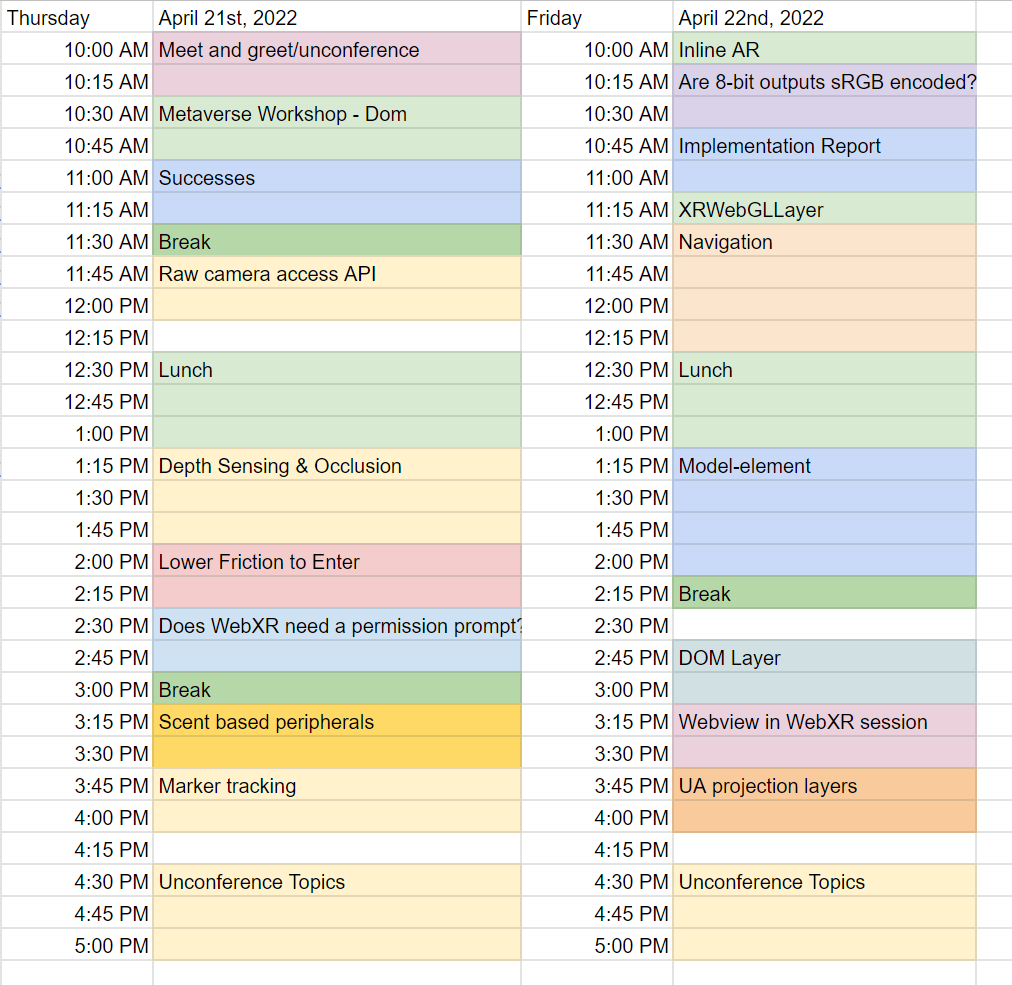 Thursday April 21st, 2022 Friday April 22nd, 2022
10:00 AM Meet and greet/unconference 10:00 AM Inline AR
10:15 AM 10:15 AM Are 8-bit outputs sRGB encoded?
10:30 AM Metaverse Workshop - Dom 10:30 AM
10:45 AM 10:45 AM Implementation Report
11:00 AM Successes 11:00 AM
11:15 AM 11:15 AM XRWebGLLayer
11:30 AM Break 11:30 AM Navigation
11:45 AM Raw camera access API 11:45 AM
12:00 PM 12:00 PM
12:15 PM 12:15 PM
12:30 PM Lunch 12:30 PM Lunch
12:45 PM 12:45 PM
1:00 PM 1:00 PM
1:15 PM Depth Sensing & Occlusion 1:15 PM Model-element
1:30 PM 1:30 PM
1:45 PM 1:45 PM
2:00 PM Lower Friction to Enter 2:00 PM
2:15 PM 2:15 PM Break
2:30 PM Does WebXR need a permission prompt? 2:30 PM
2:45 PM 2:45 PM DOM Layer
3:00 PM Break 3:00 PM
3:15 PM Scent based peripherals 3:15 PM Webview in WebXR session
3:30 PM 3:30 PM
3:45 PM Marker tracking 3:45 PM UA projection layers
4:00 PM 4:00 PM
4:15 PM 4:15 PM
4:30 PM Unconference Topics 4:30 PM Unconference Topics
4:45 PM 4:45 PM
5:00 PM 5:00 PM